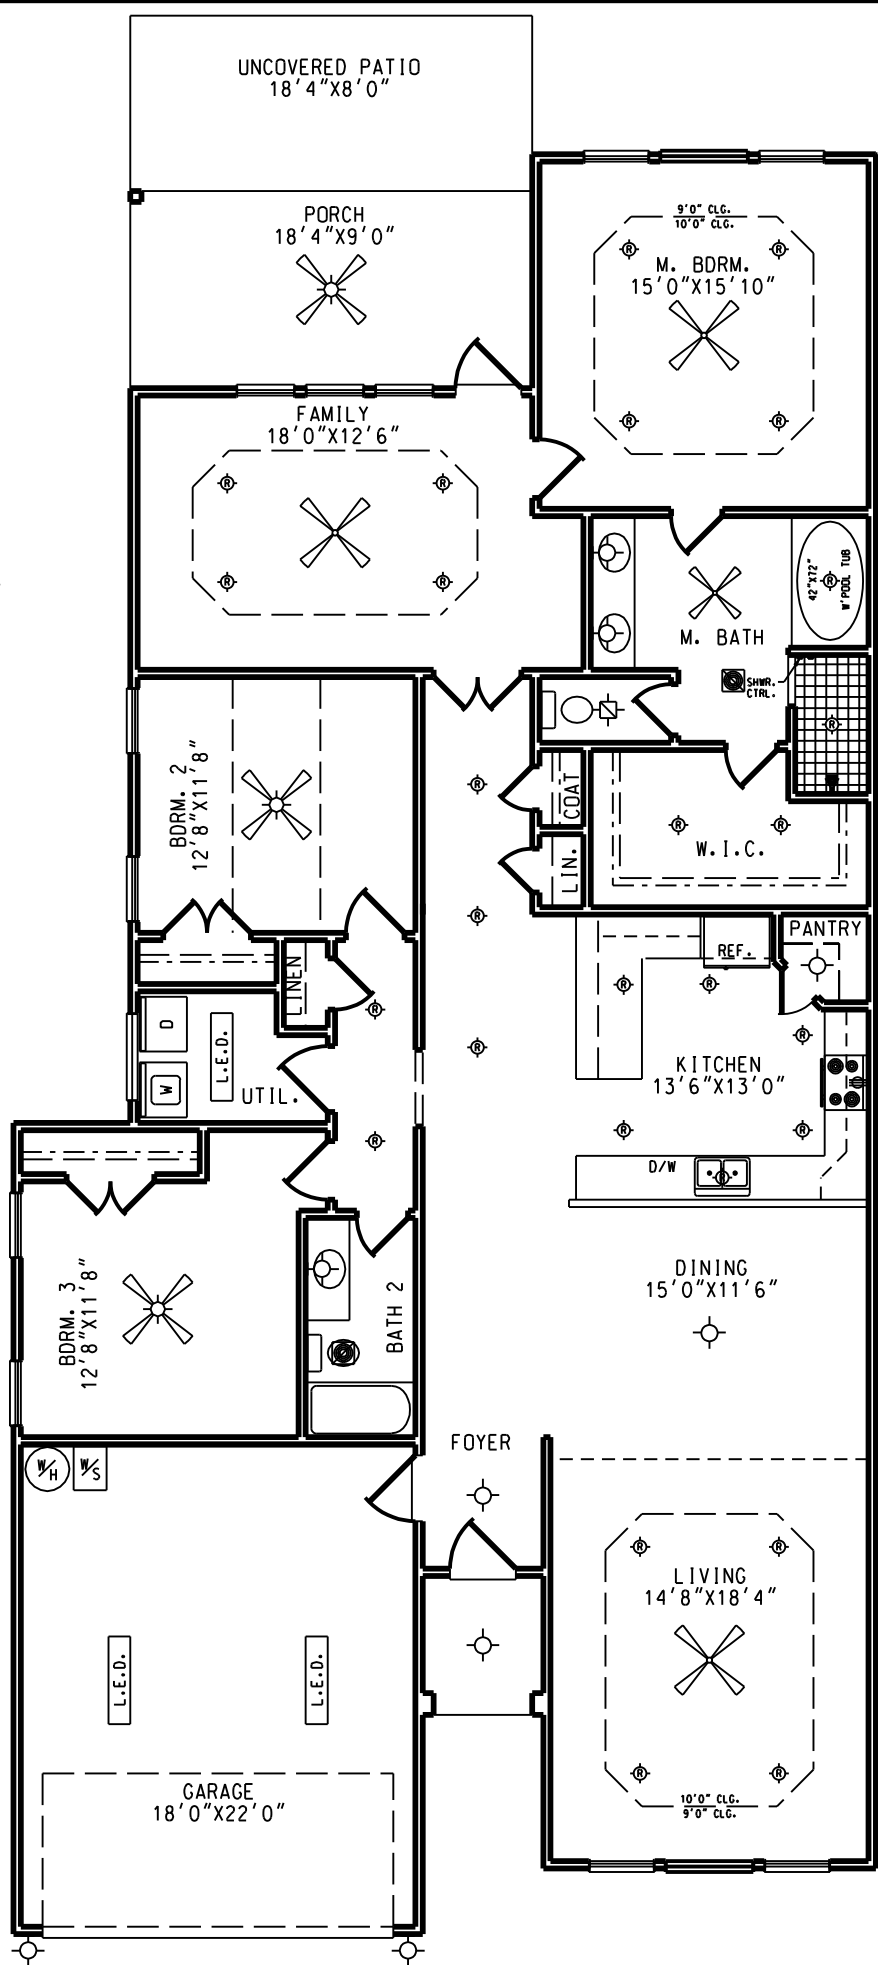 UNCOVERED PATIO
18'4"X8'0"
PORCH
18'4"X9'0"
9'0" CLG.
10'0" CLG.
R
R
M. BDRM.
15'0"X15'10"
R
R
FAMILY
18'0"X12'6"
R
R
R
R
42"X72"
W'POOL TUB
R
M. BATH
SHWR.
CTRL.
R
BDRM. 2
12'8"X11'8"
R
COAT
R
R
W.I.C.
LIN.
R
PANTRY
REF.
LINEN
R
R
R
D
L.E.D.
R
R
KITCHEN
13'6"X13'0"
W
UTIL.
R
R
R
D/W
R
DINING
15'0"X11'6"
BDRM. 3
12'8"X11'8"
BATH 2
FOYER
W/H
W/S
R
R
LIVING
14'8"X18'4"
L.E.D.
L.E.D.
R
R
GARAGE
18'0"X22'0"
10'0" CLG.
9'0" CLG.